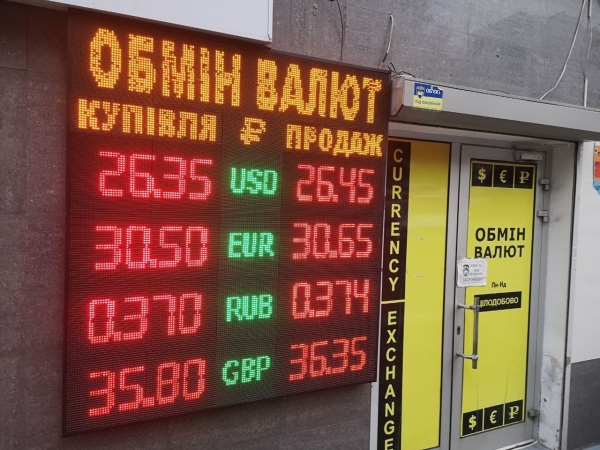 ОБМІН ВАЛЮТ
КУПІВЛЯ ₽ ПРОДАЖ
26.35 USD 26.45
30.50 EUR 30.65
0.370 RUB 0.374
35.80 GBP 36.35
CURRENCY EXCHANGE
$ € ₽
ОБМІН
ВАЛЮТ
Пн-Нд
ЦІЛОДОБОВО
$ € ₽